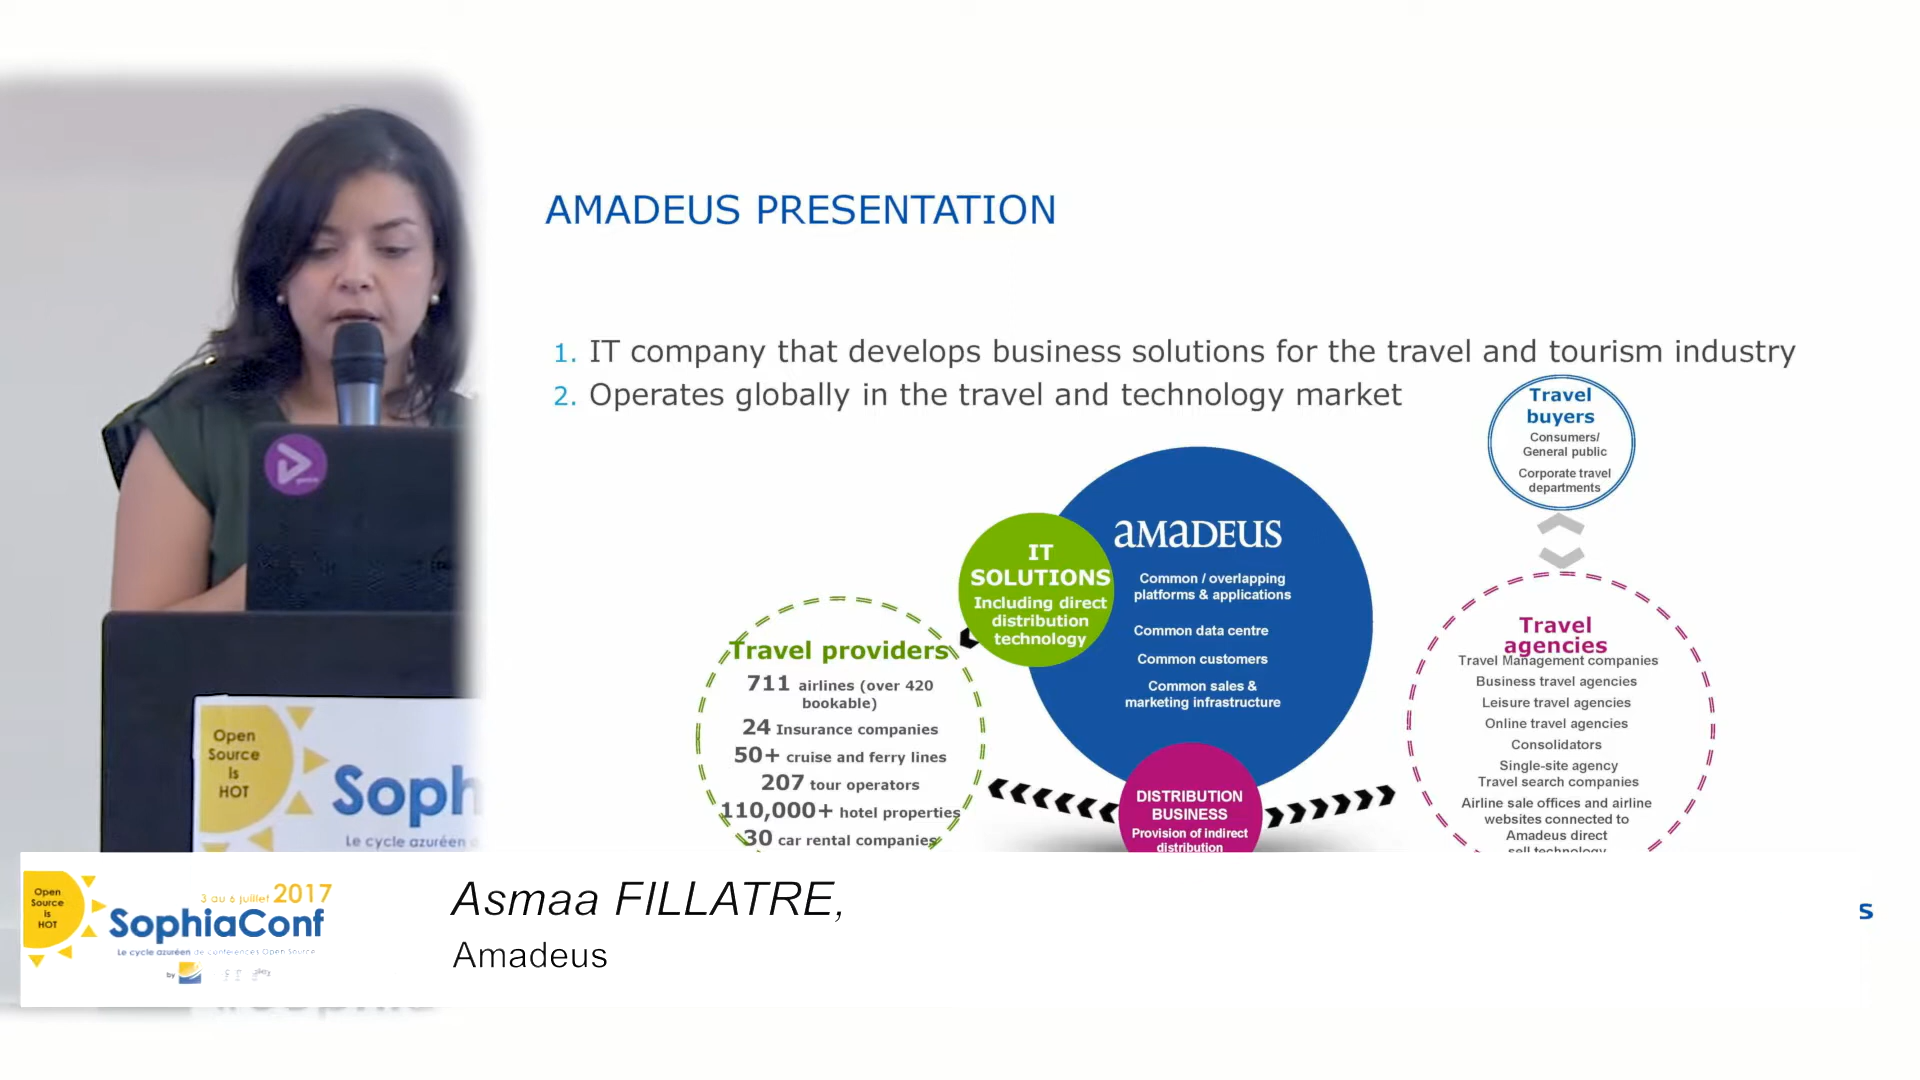 AMADEUS PRESENTATION
1. IT company that develops business solutions for the travel and tourism industry
2. Operates globally in the travel and technology market
Travel
buyers
Consumers/
General public
Corporate travel
departments
aMaDEUS
Common / overlapping
platforms & applications
Common data centre
Common customers
Common sales &
marketing infrastructure
IT
SOLUTIONS
Including direct
distribution
technology
Travel providers
711 airlines (over 420
bookable)
24 Insurance companies
50+ cruise and ferry lines
207 tour operators
110,000+ hotel properties
30 car rental companies
DISTRIBUTION
BUSINESS
Provision of indirect
distribution
Travel
agencies
Travel Management companies
Business travel agencies
Leisure travel agencies
Online travel agencies
Consolidators
Single-site agency
Travel search companies
Airline sale offices and airline
websites connected to
Amadeus direct
sell technology
Open
Source
Is
HOT
Soph
Le cycle azuréen
Open
Source
is
HOT
3 au 6 juillet 2017
SophiaConf
Le cycle azuréen de conférences Open Source
by
Asmaa FILLATRE,
Amadeus
s